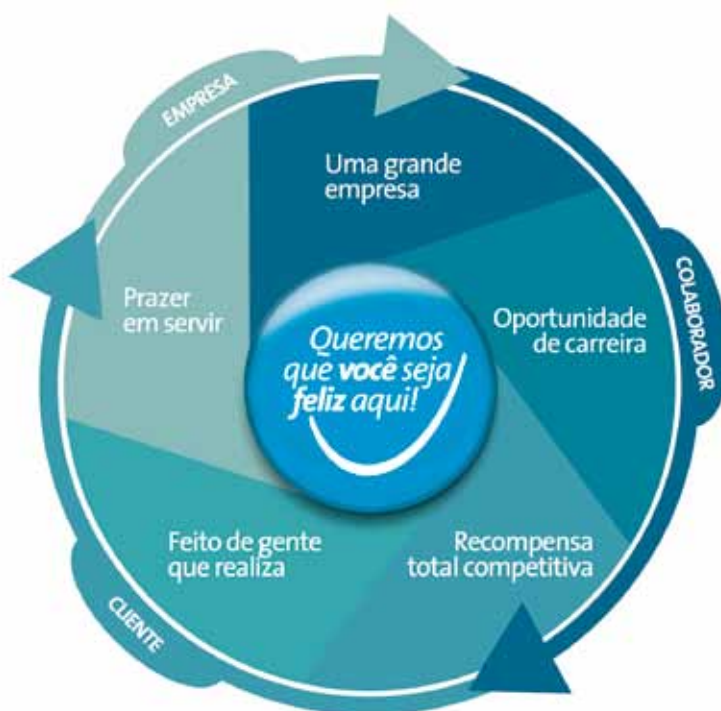 EMPRESA
Uma grande
empresa
COLABORADOR
Oportunidade
de carreira
Prazer
em servir
Queremos
que você seja
feliz aqui!
Feito de gente
que realiza
Recompensa
total competitiva
CLIENTE